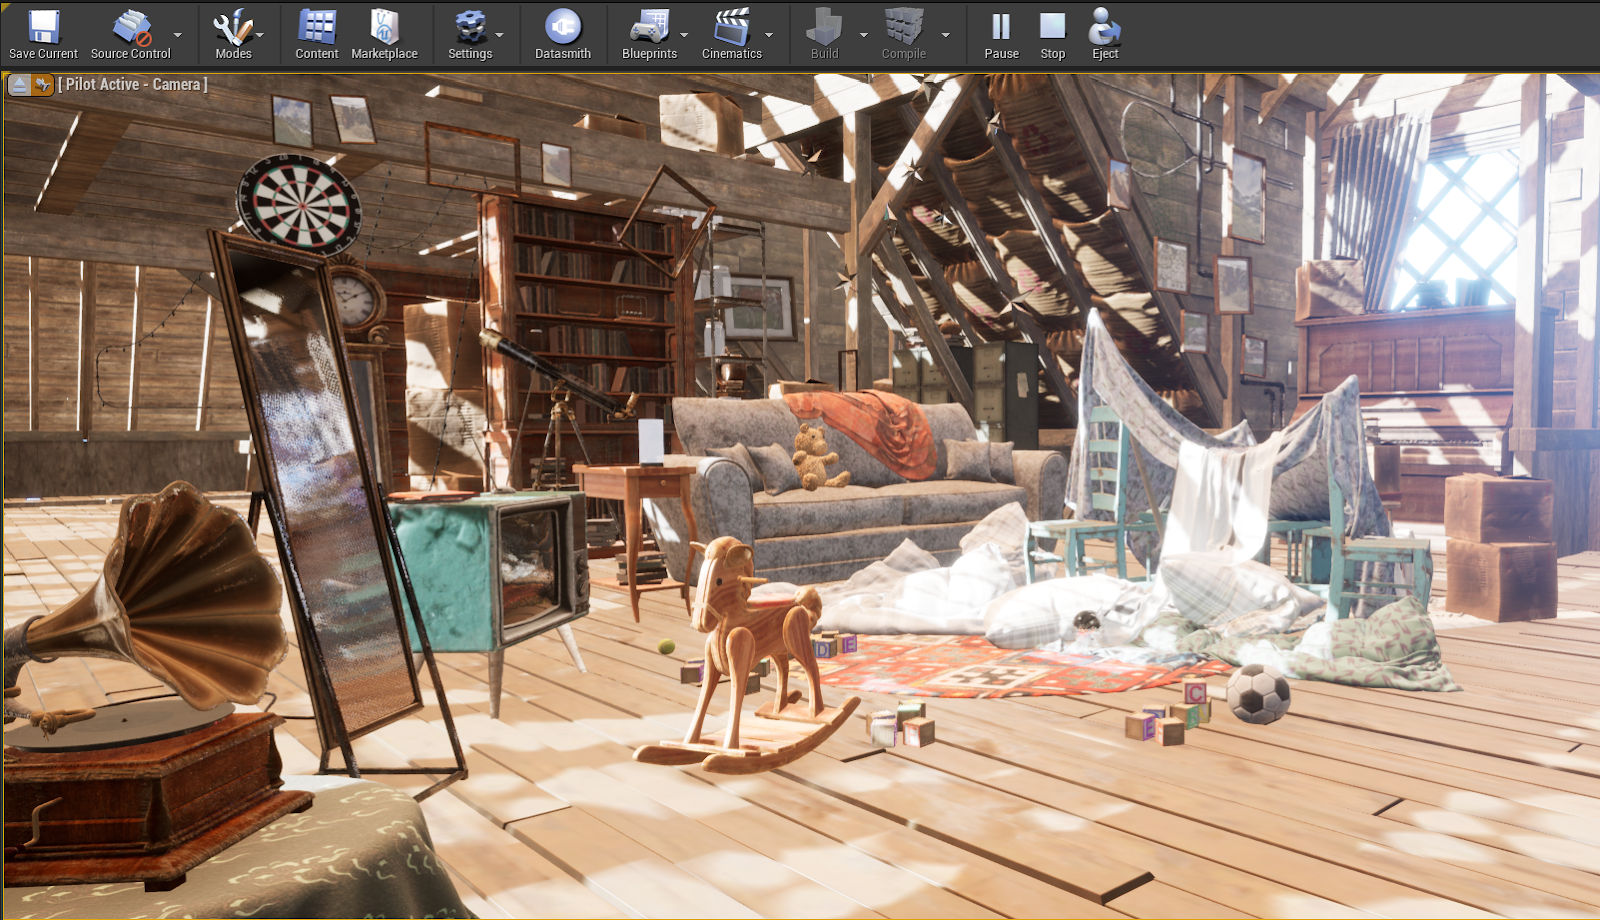 Save Current Source Control Modes Content Marketplace Settings Datasmith Blueprints Cinematics Build Compile Pause Stop Eject
[ Pilot Active - Camera ]
D E
C